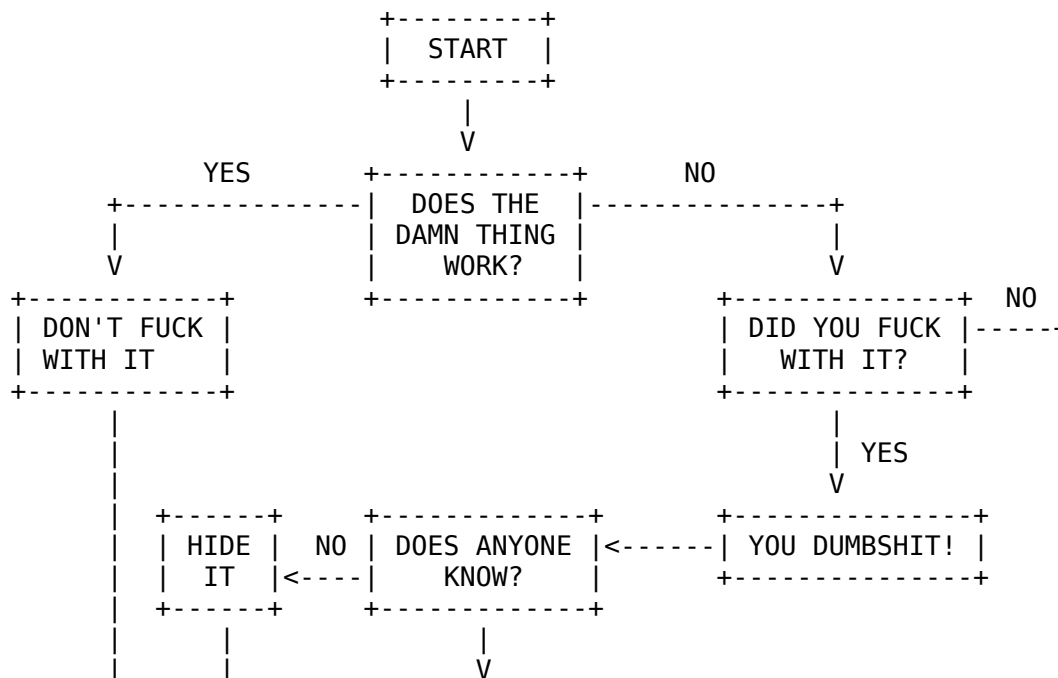 START
YES
NO
DOES THE
DAMN THING
WORK?
NO
DON'T FUCK
WITH IT
DID YOU FUCK
WITH IT?
YES
HIDE
IT
NO
DOES ANYONE
KNOW?
YOU DUMBSHIT!